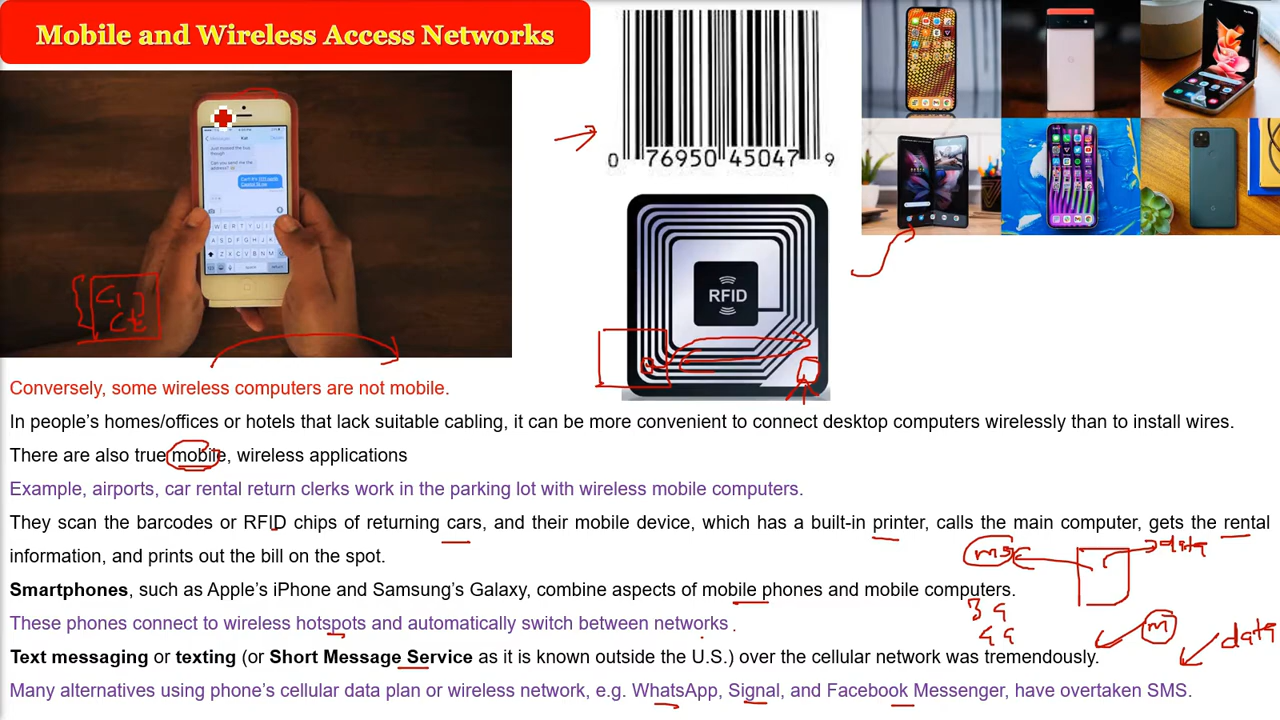 Mobile and Wireless Access Networks
0 76950 45047 9
RFID
C1
Ct
Conversely, some wireless computers are not mobile.
In people's homes/offices or hotels that lack suitable cabling, it can be more convenient to connect desktop computers wirelessly than to install wires.
There are also true mobile, wireless applications
Example, airports, car rental return clerks work in the parking lot with wireless mobile computers.
They scan the barcodes or RFID chips of returning cars, and their mobile device, which has a built-in printer, calls the main computer, gets the rental
information, and prints out the bill on the spot.
ms
data
Smartphones, such as Apple's iPhone and Samsung's Galaxy, combine aspects of mobile phones and mobile computers.
These phones connect to wireless hotspots and automatically switch between networks.
m
data
Text messaging or texting (or Short Message Service as it is known outside the U.S.) over the cellular network was tremendously.
Many alternatives using phone's cellular data plan or wireless network, e.g. WhatsApp, Signal, and Facebook Messenger, have overtaken SMS.